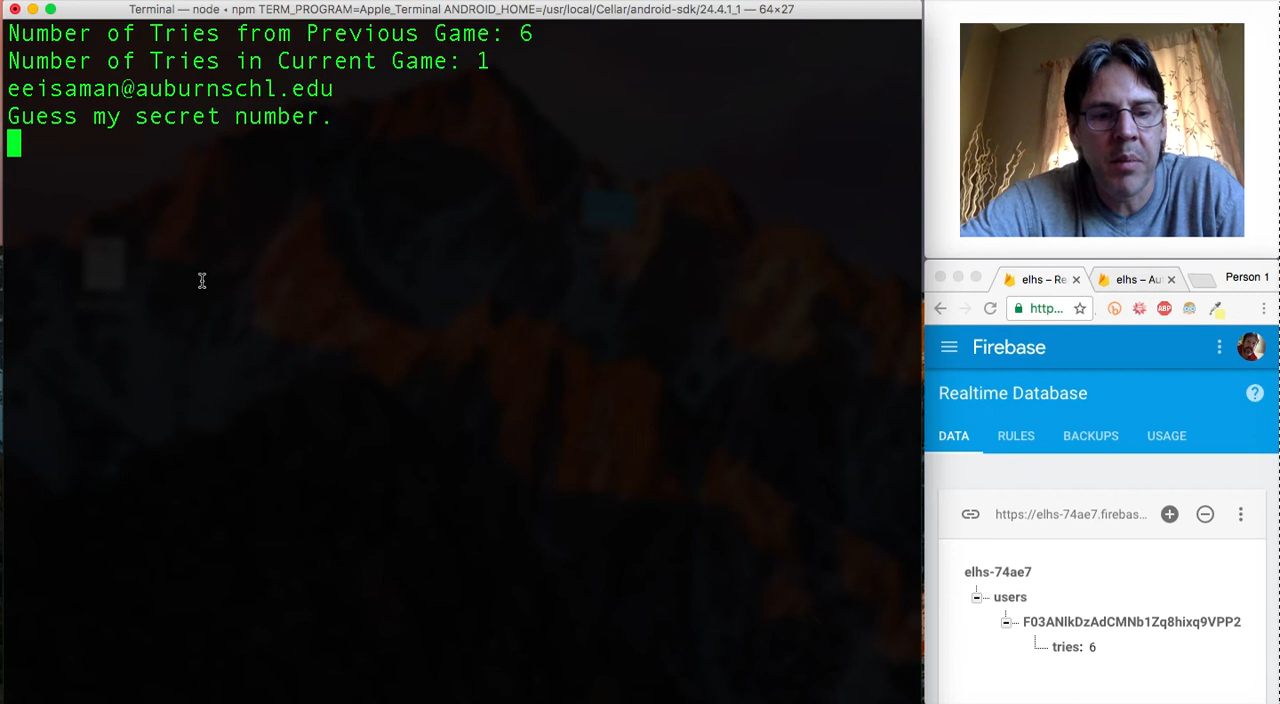 Terminal — node ◂ npm TERM_PROGRAM=Apple_Terminal ANDROID_HOME=/usr/local/Cellar/android-sdk/24.4.1_1 — 64×27
Number of Tries from Previous Game: 6
Number of Tries in Current Game: 1
eeisaman@auburnschl.edu
Guess my secret number.
elhs – Re
elhs – Au
Person 1
http...
ABP
Firebase
Realtime Database
?
DATA RULES BACKUPS USAGE
https://elhs-74ae7.firebas...
elhs-74ae7
users
F03ANlkDzAdCMNb1Zq8hixq9VPP2
tries: 6